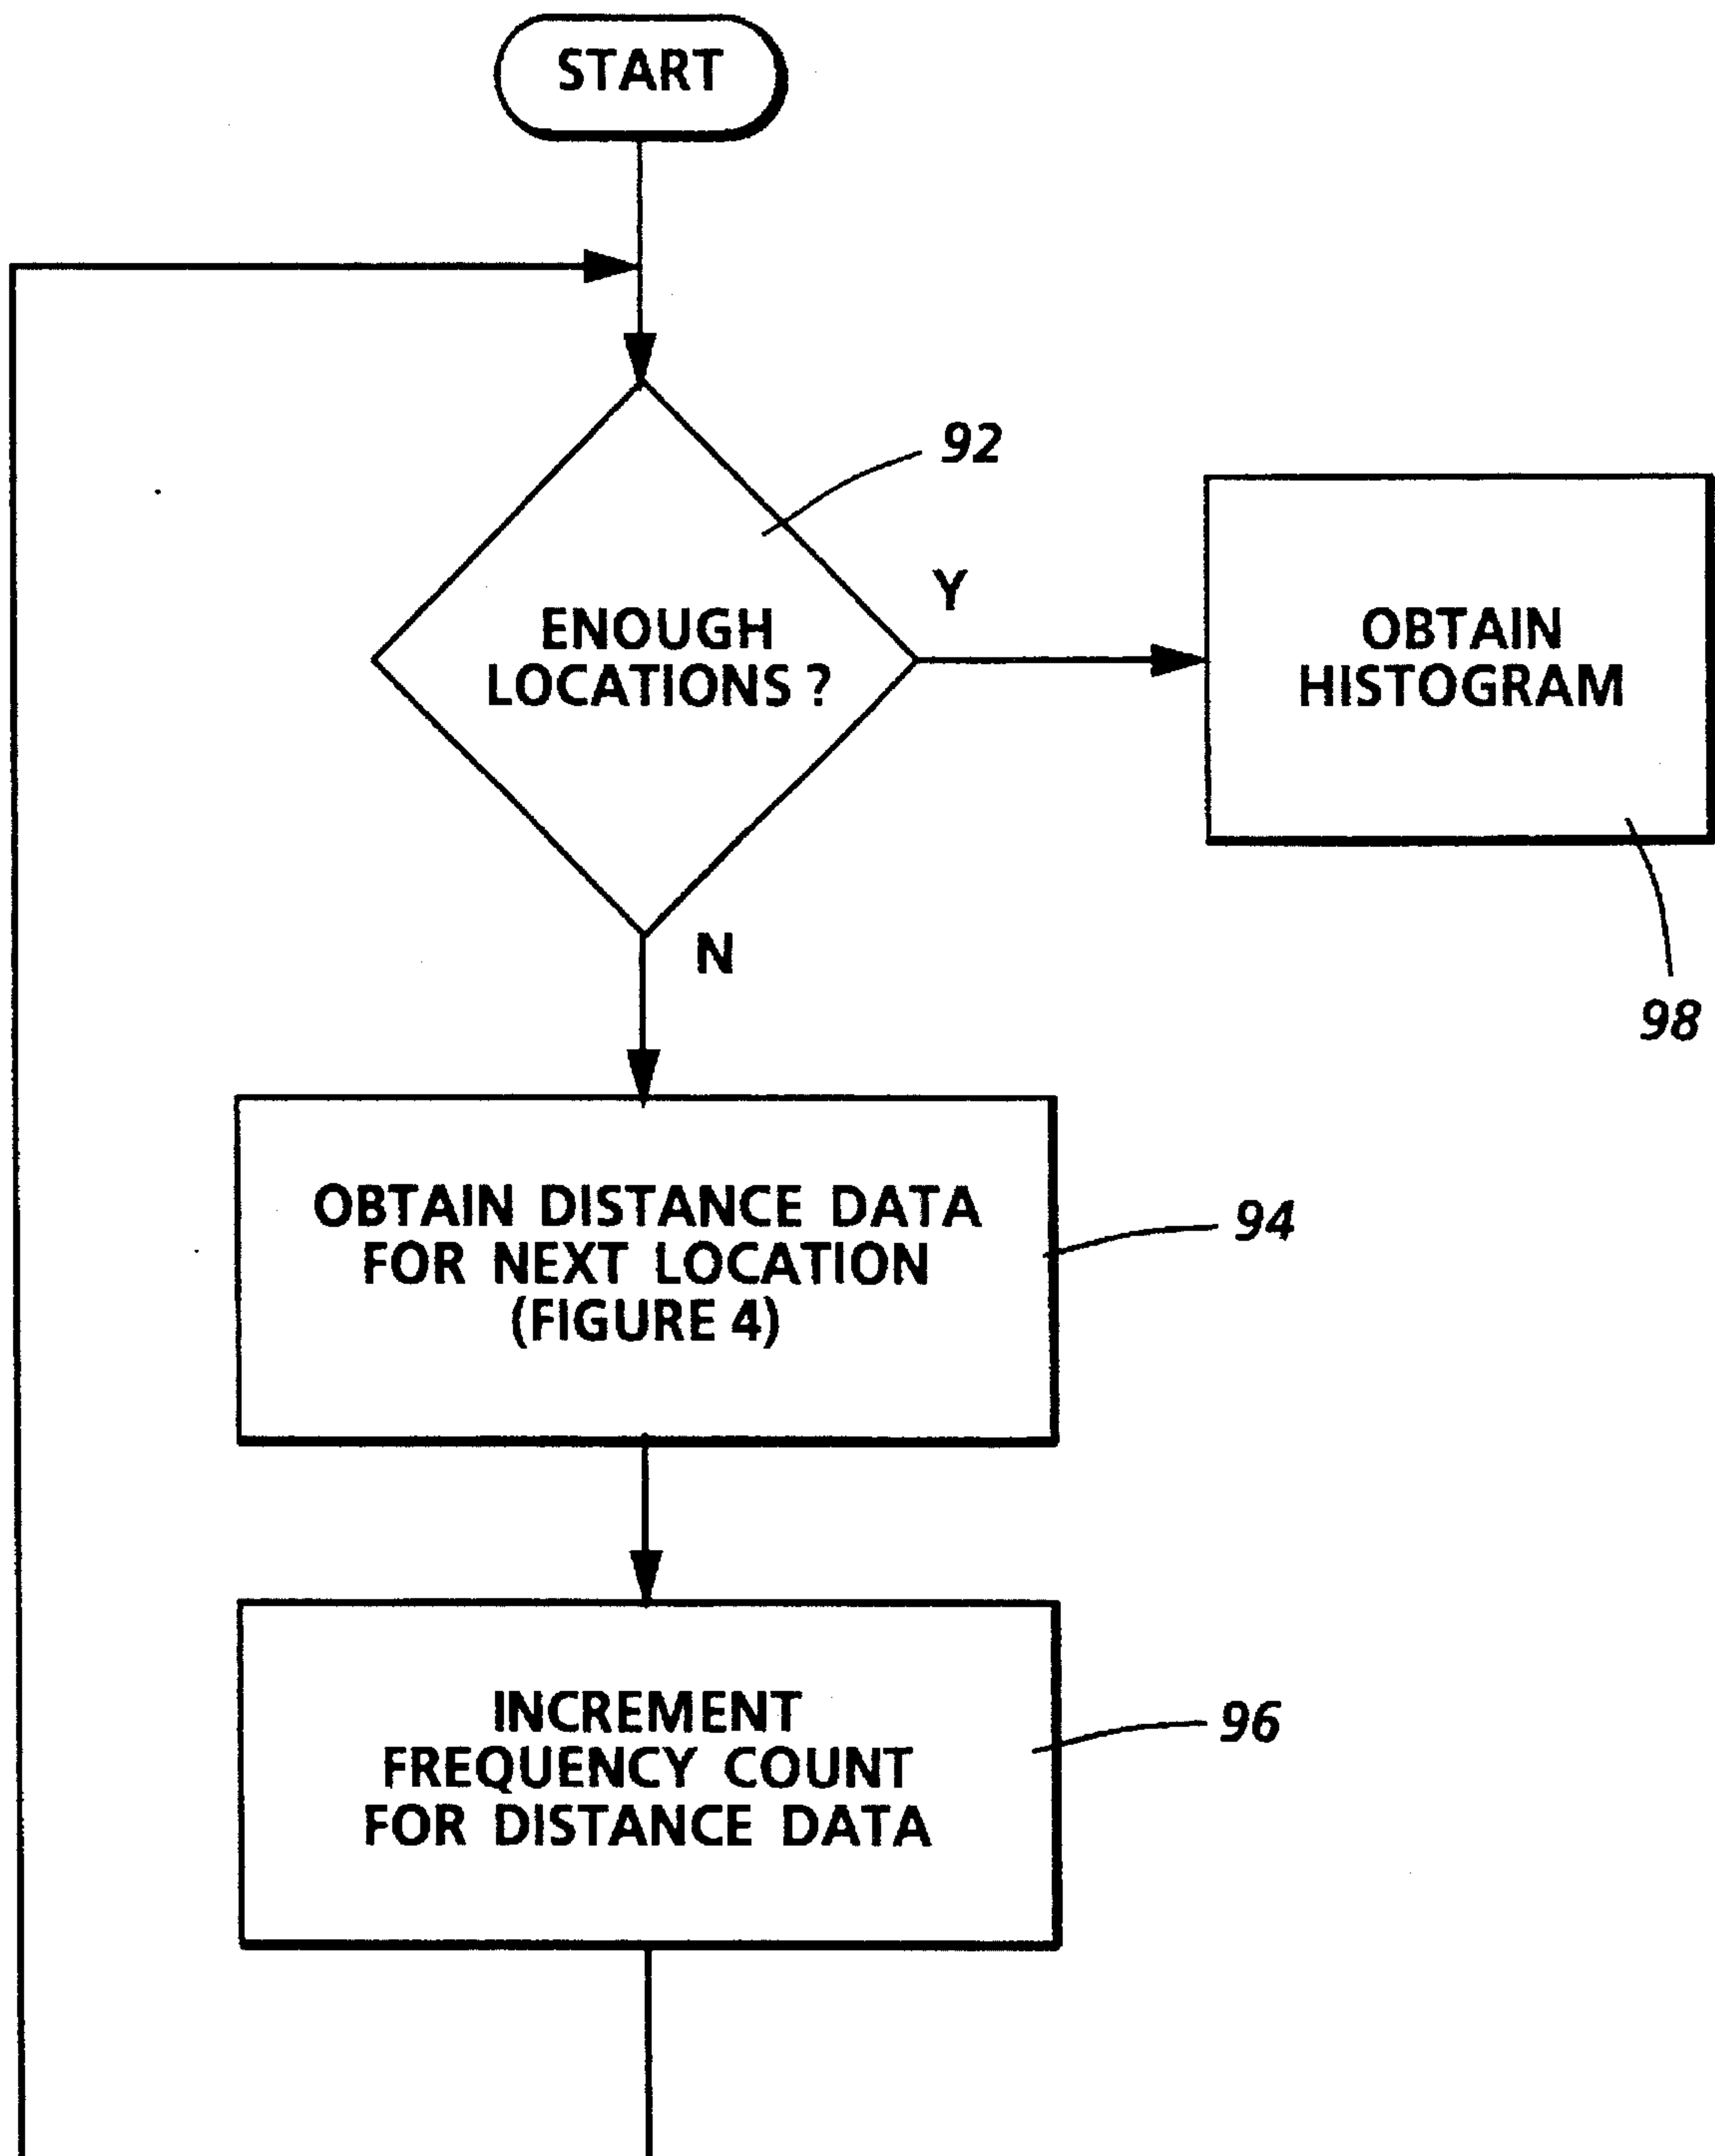 START
92
Y
ENOUGH
LOCATIONS ?
OBTAIN
HISTOGRAM
N
98
OBTAIN DISTANCE DATA
FOR NEXT LOCATION
(FIGURE 4)
94
INCREMENT
FREQUENCY COUNT
FOR DISTANCE DATA
96